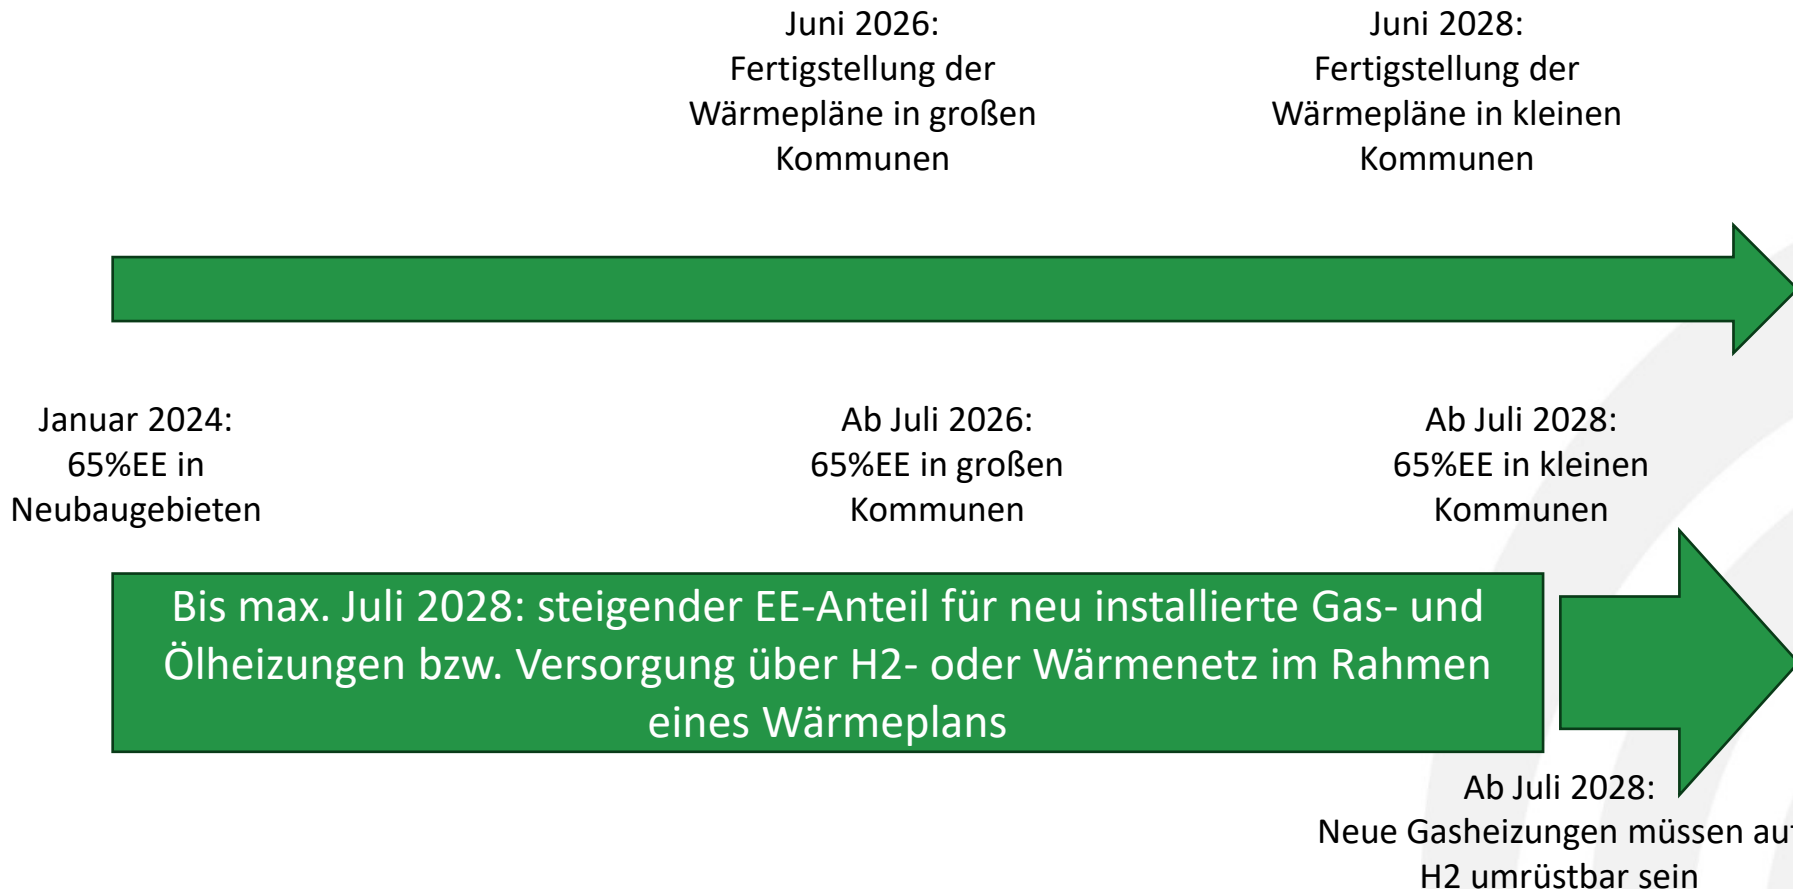 Juni 2026:
Fertigstellung der
Wärmepläne in großen
Kommunen
Juni 2028:
Fertigstellung der
Wärmepläne in kleinen
Kommunen
Januar 2024:
65%EE in
Neubaugebieten
Ab Juli 2026:
65%EE in großen
Kommunen
Ab Juli 2028:
65%EE in kleinen
Kommunen
Bis max. Juli 2028: steigender EE-Anteil für neu installierte Gas- und
Ölheizungen bzw. Versorgung über H2- oder Wärmenetz im Rahmen
eines Wärmeplans
Ab Juli 2028:
Neue Gasheizungen müssen auf
H2 umrüstbar sein